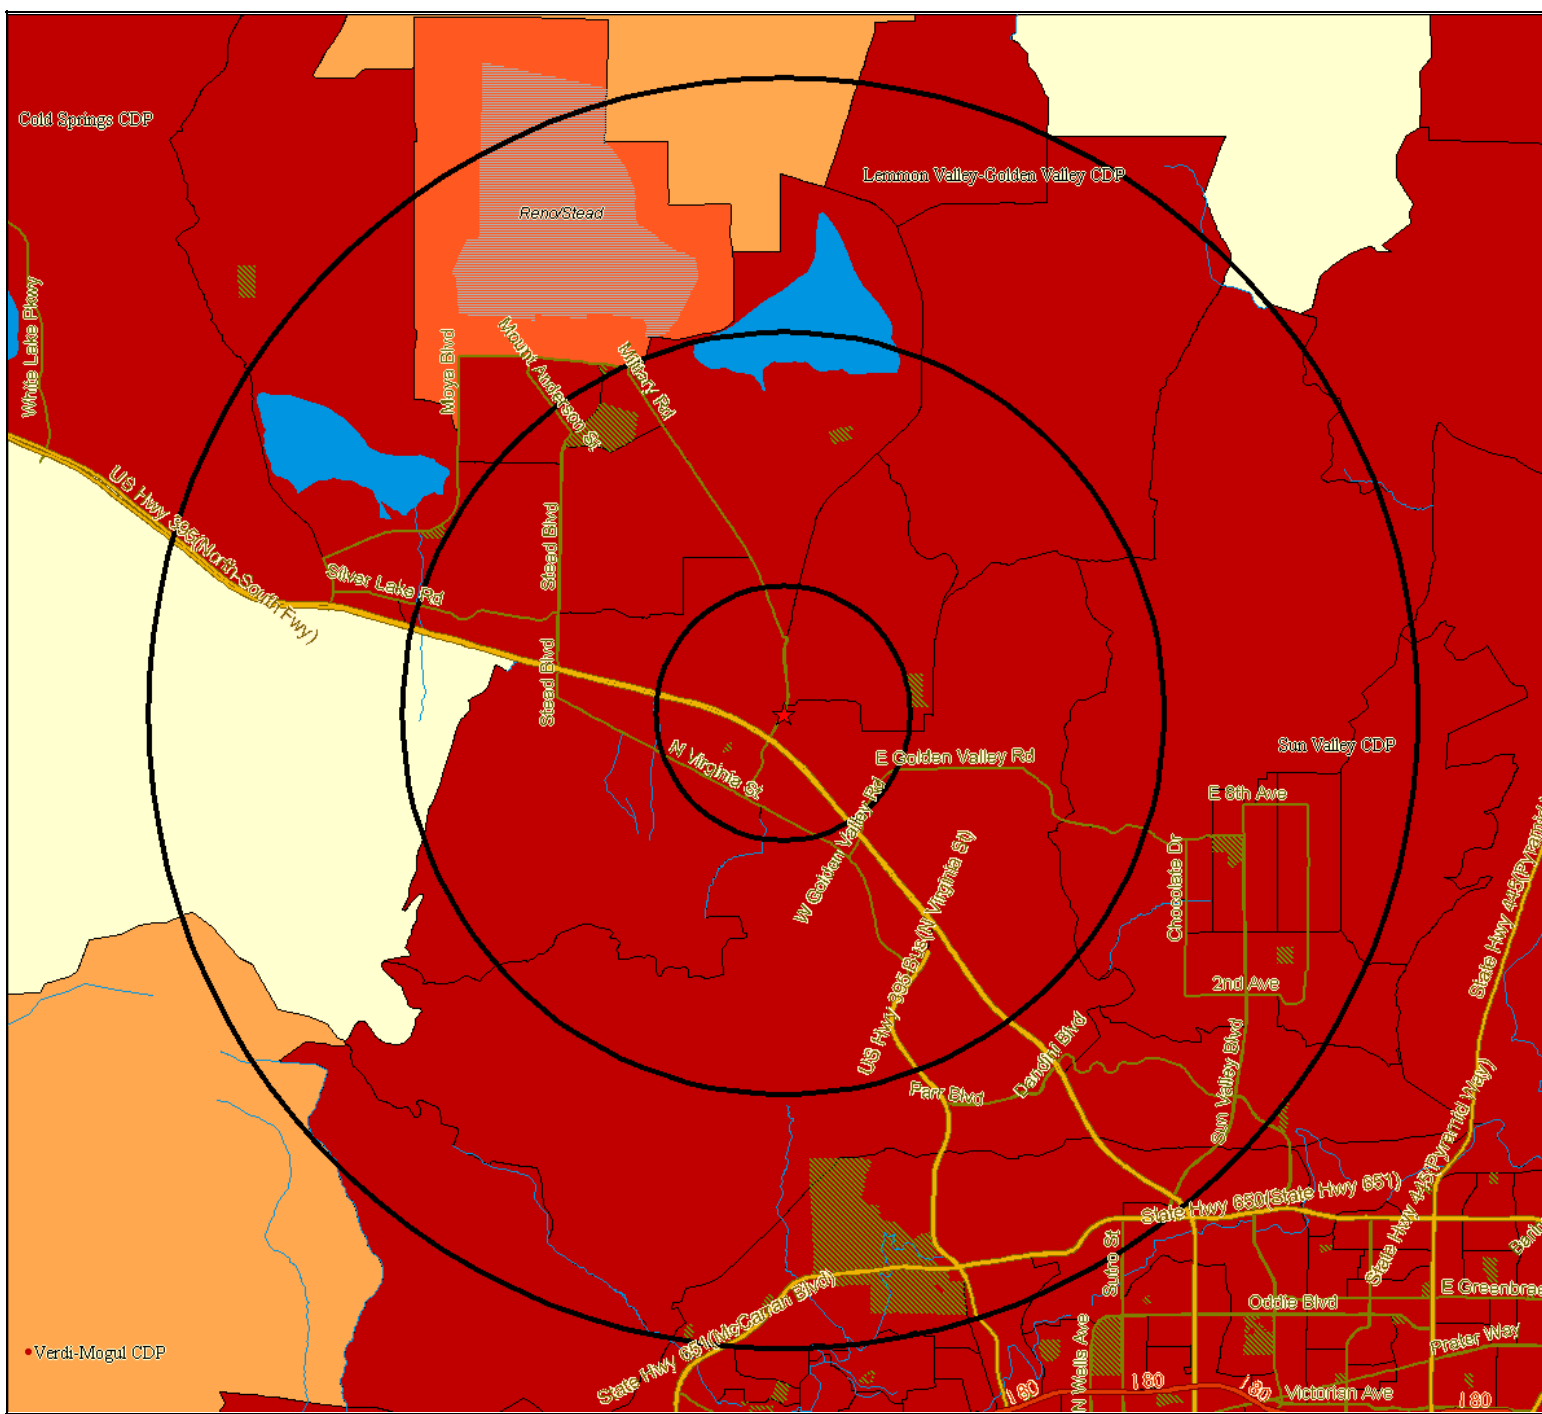 Cold Springs CDP
Lemmon Valley-Golden Valley CDP
Reno/Stead
White Lake Pkwy
Moya Blvd
Mount Anderson St
Military Rd
US Hwy 395(North-South Fwy)
Silver Lake Rd
Stead Blvd
Stead Blvd
N Virginia St
E Golden Valley Rd
W Golden Valley Rd
Sun Valley CDP
E 8th Ave
Chocolate Dr
2nd Ave
US Hwy 395 Bus(N Virginia St)
Dandini Blvd
Parr Blvd
Sun Valley Blvd
State Hwy 445(Pyramid
State Hwy 445(Pyramid Way)
State Hwy 650(State Hwy 651)
Sutro St
E Greenbrae
Oddie Blvd
Prater Way
State Hwy 651(McCarran Blvd)
N Wells Ave
Verdi-Mogul CDP
I 80
I 80
I 80
Victorian Ave
I 80